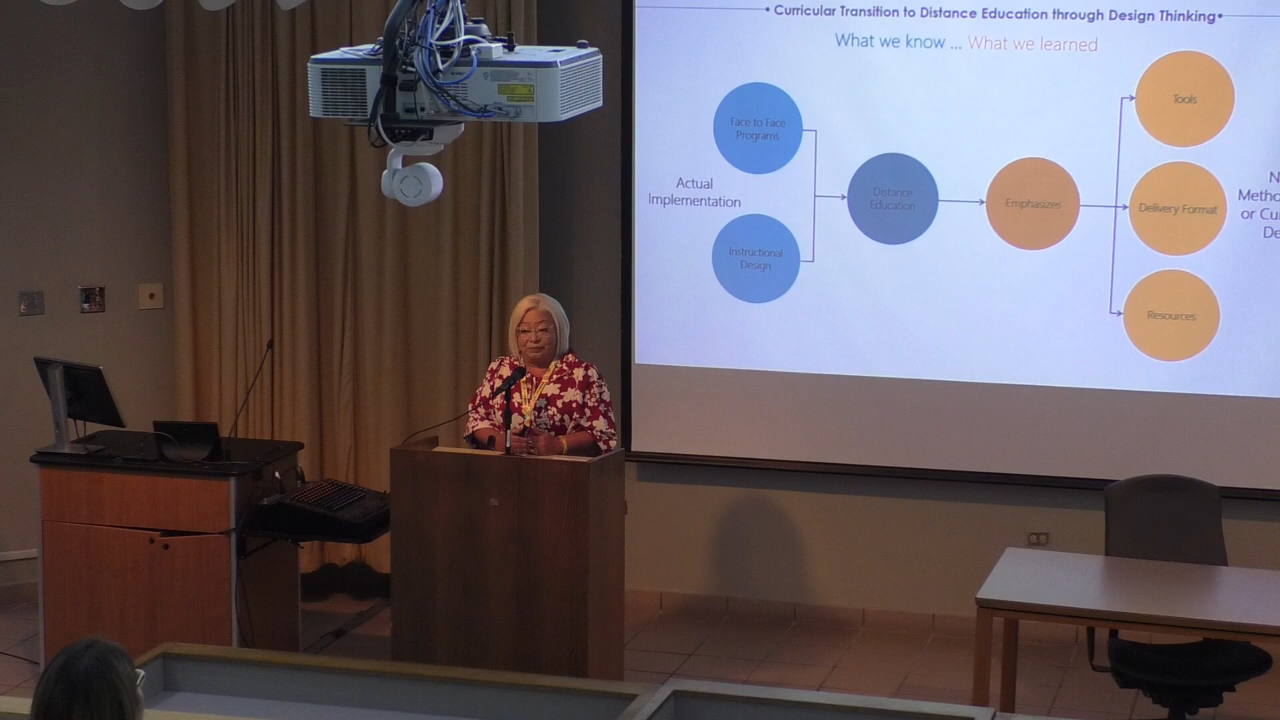 • Curricular Transition to Distance Education through Design Thinking •
What we know ... What we learned
Tools
Face to Face
Programs
Actual
Implementation
Distance
Education
Emphasizes
Delivery Format
Instructional
Design
Resources